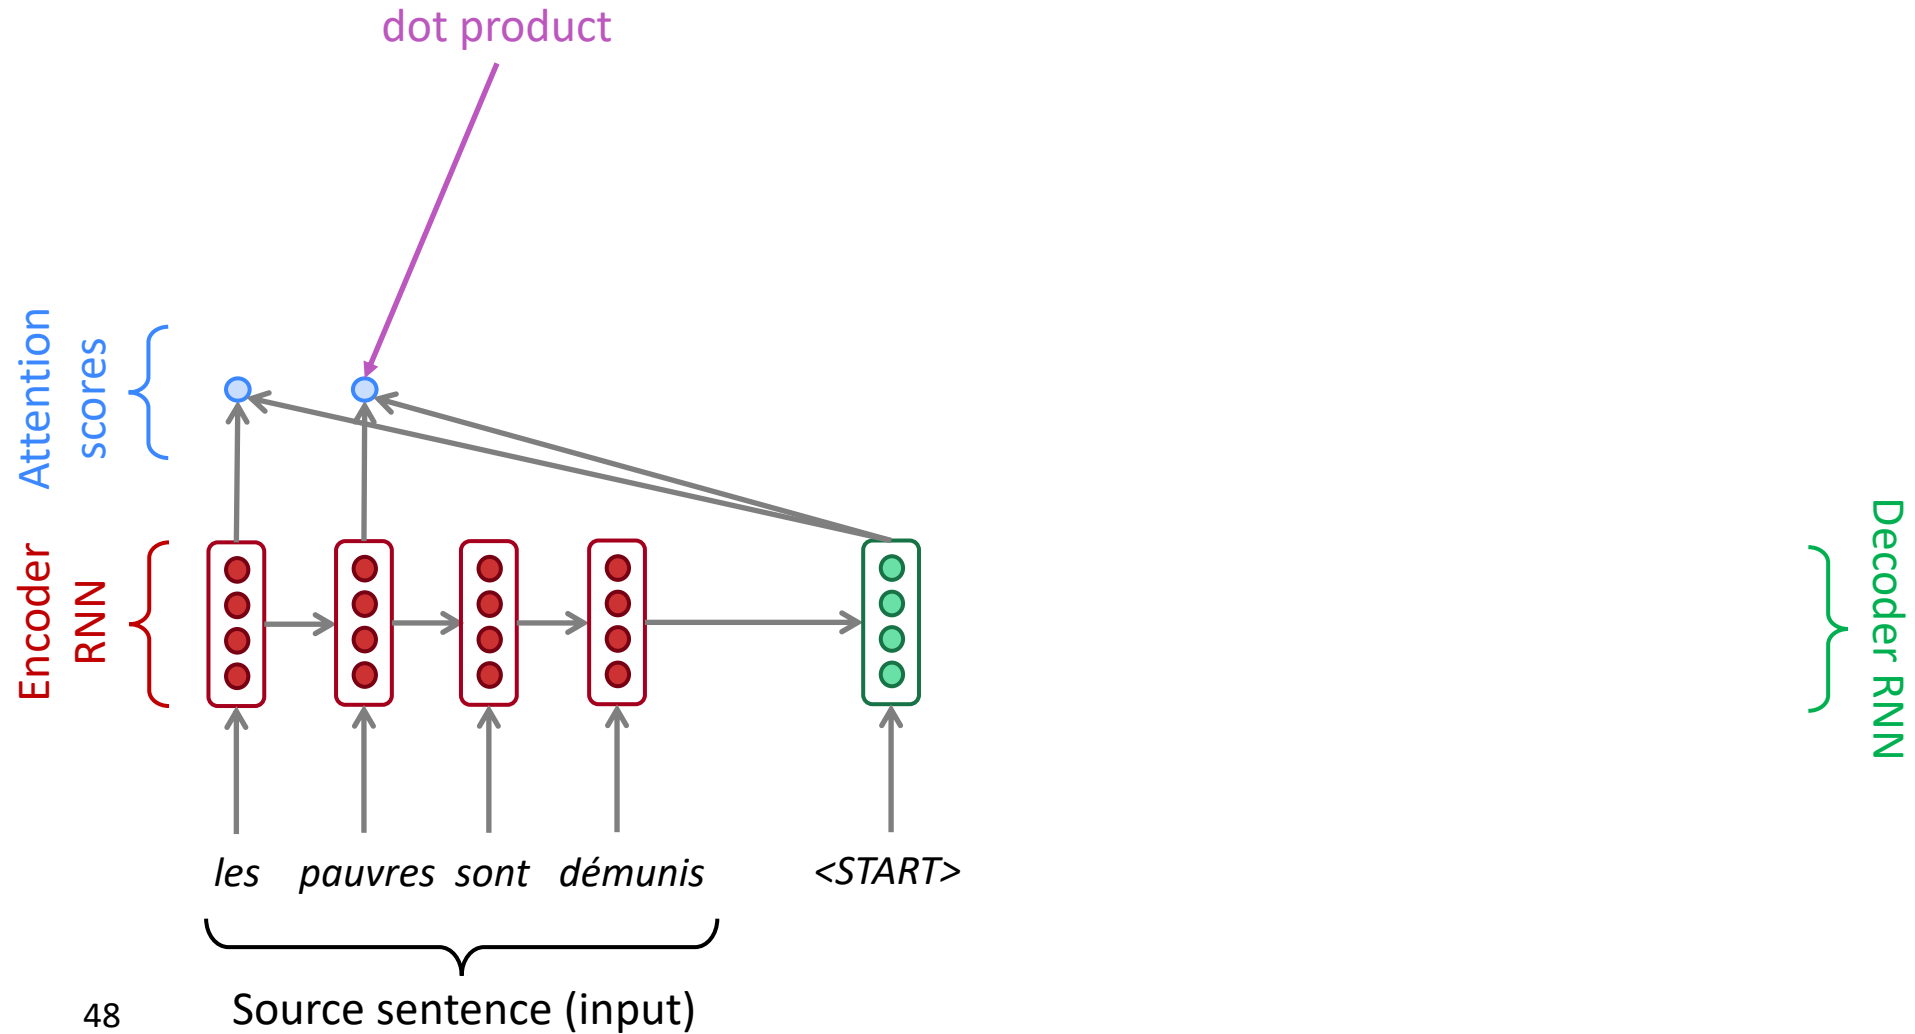 dot product
Attention
scores
Encoder
RNN
Decoder RNN
les pauvres sont démunis <START>
Source sentence (input)
48